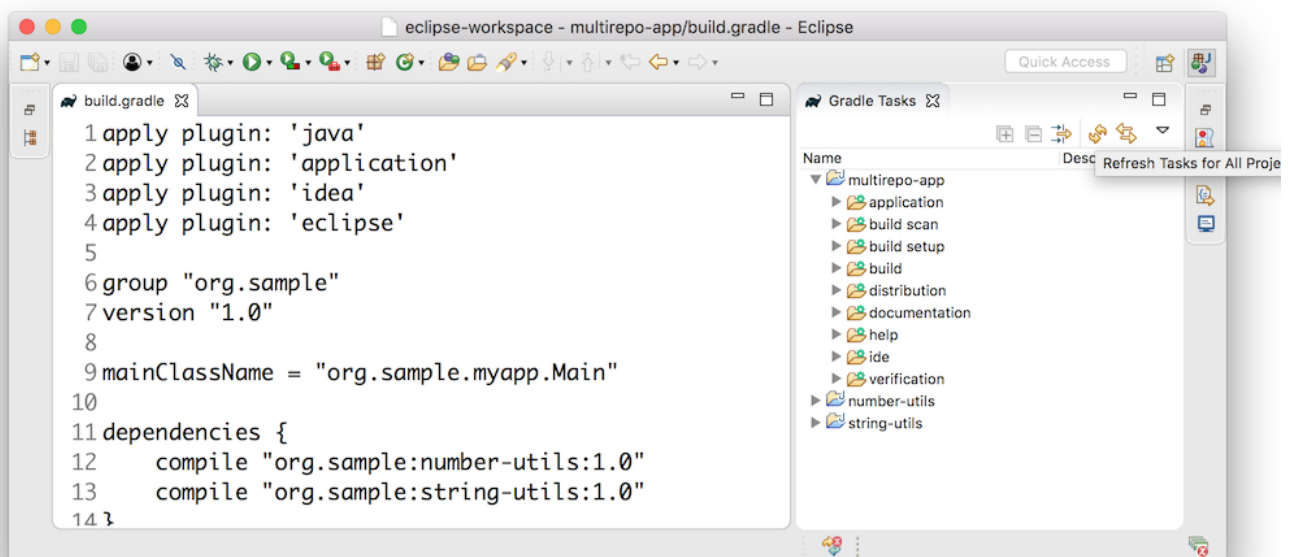 eclipse-workspace - multirepo-app/build.gradle - Eclipse
Quick Access
build.gradle
1 apply plugin: 'java'
2 apply plugin: 'application'
3 apply plugin: 'idea'
4 apply plugin: 'eclipse'
5
6 group "org.sample"
7 version "1.0"
8
9 mainClassName = "org.sample.myapp.Main"
10
11 dependencies {
12     compile "org.sample:number-utils:1.0"
13     compile "org.sample:string-utils:1.0"
14 }
Gradle Tasks
Name Desc
Refresh Tasks for All Proje
multirepo-app
application
build scan
build setup
build
distribution
documentation
help
ide
verification
number-utils
string-utils